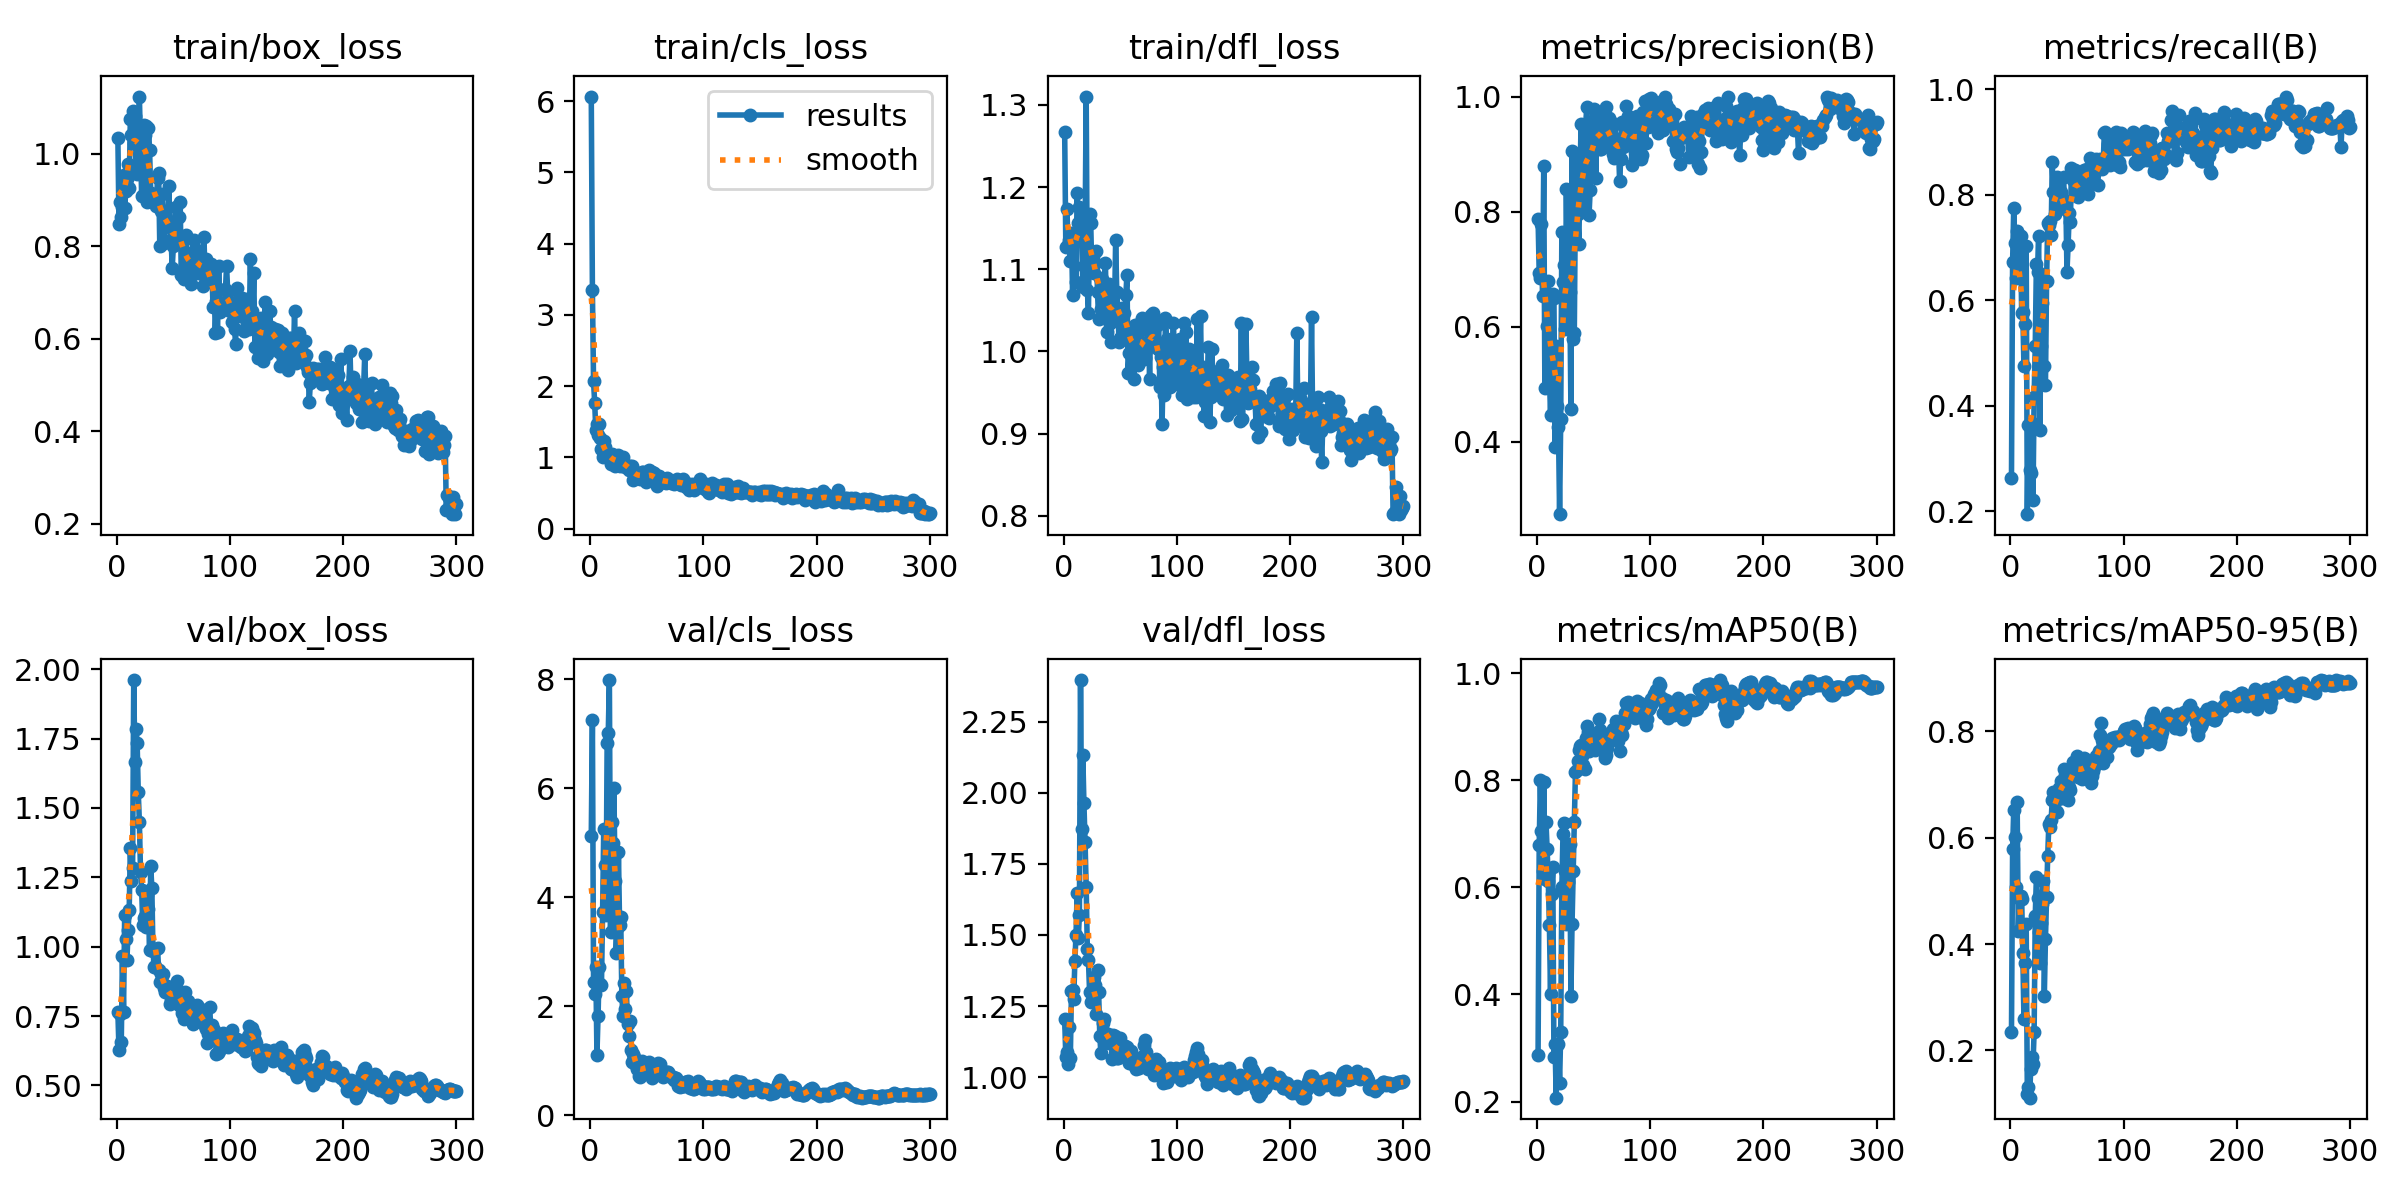 train/box_loss
train/cls_loss
train/dfl_loss
metrics/precision(B)
metrics/recall(B)
1.0
0.8
0.6
0.4
0.2
0 100 200 300
6
5
4
3
2
1
0
results
smooth
0 100 200 300
1.3
1.2
1.1
1.0
0.9
0.8
0 100 200 300
1.0
0.8
0.6
0.4
0 100 200 300
1.0
0.8
0.6
0.4
0.2
0 100 200 300
val/box_loss
val/cls_loss
val/dfl_loss
metrics/mAP50(B)
metrics/mAP50-95(B)
2.00
1.75
1.50
1.25
1.00
0.75
0.50
0 100 200 300
8
6
4
2
0
0 100 200 300
2.25
2.00
1.75
1.50
1.25
1.00
0 100 200 300
1.0
0.8
0.6
0.4
0.2
0 100 200 300
0.8
0.6
0.4
0.2
0 100 200 300